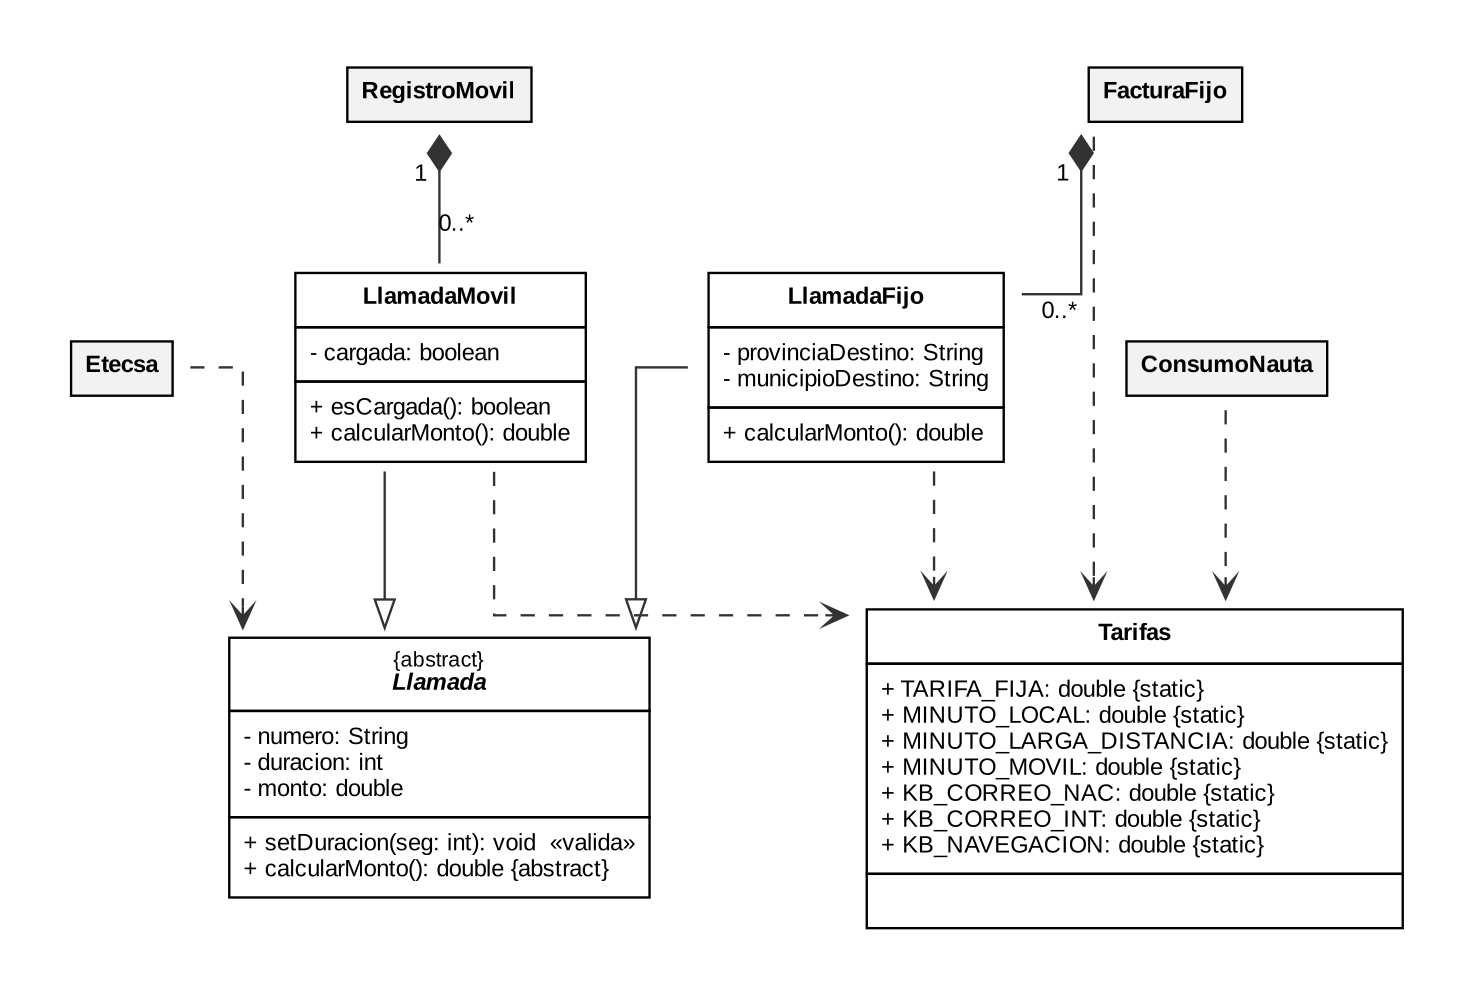 RegistroMovil
FacturaFijo
1
0..*
1
0..*
LlamadaMovil
- cargada: boolean
+ esCargada(): boolean
+ calcularMonto(): double
LlamadaFijo
- provinciaDestino: String
- municipioDestino: String
+ calcularMonto(): double
Etecsa
ConsumoNauta
{abstract}
Llamada
- numero: String
- duracion: int
- monto: double
+ setDuracion(seg: int): void «valida»
+ calcularMonto(): double {abstract}
Tarifas
+ TARIFA_FIJA: double {static}
+ MINUTO_LOCAL: double {static}
+ MINUTO_LARGA_DISTANCIA: double {static}
+ MINUTO_MOVIL: double {static}
+ KB_CORREO_NAC: double {static}
+ KB_CORREO_INT: double {static}
+ KB_NAVEGACION: double {static}